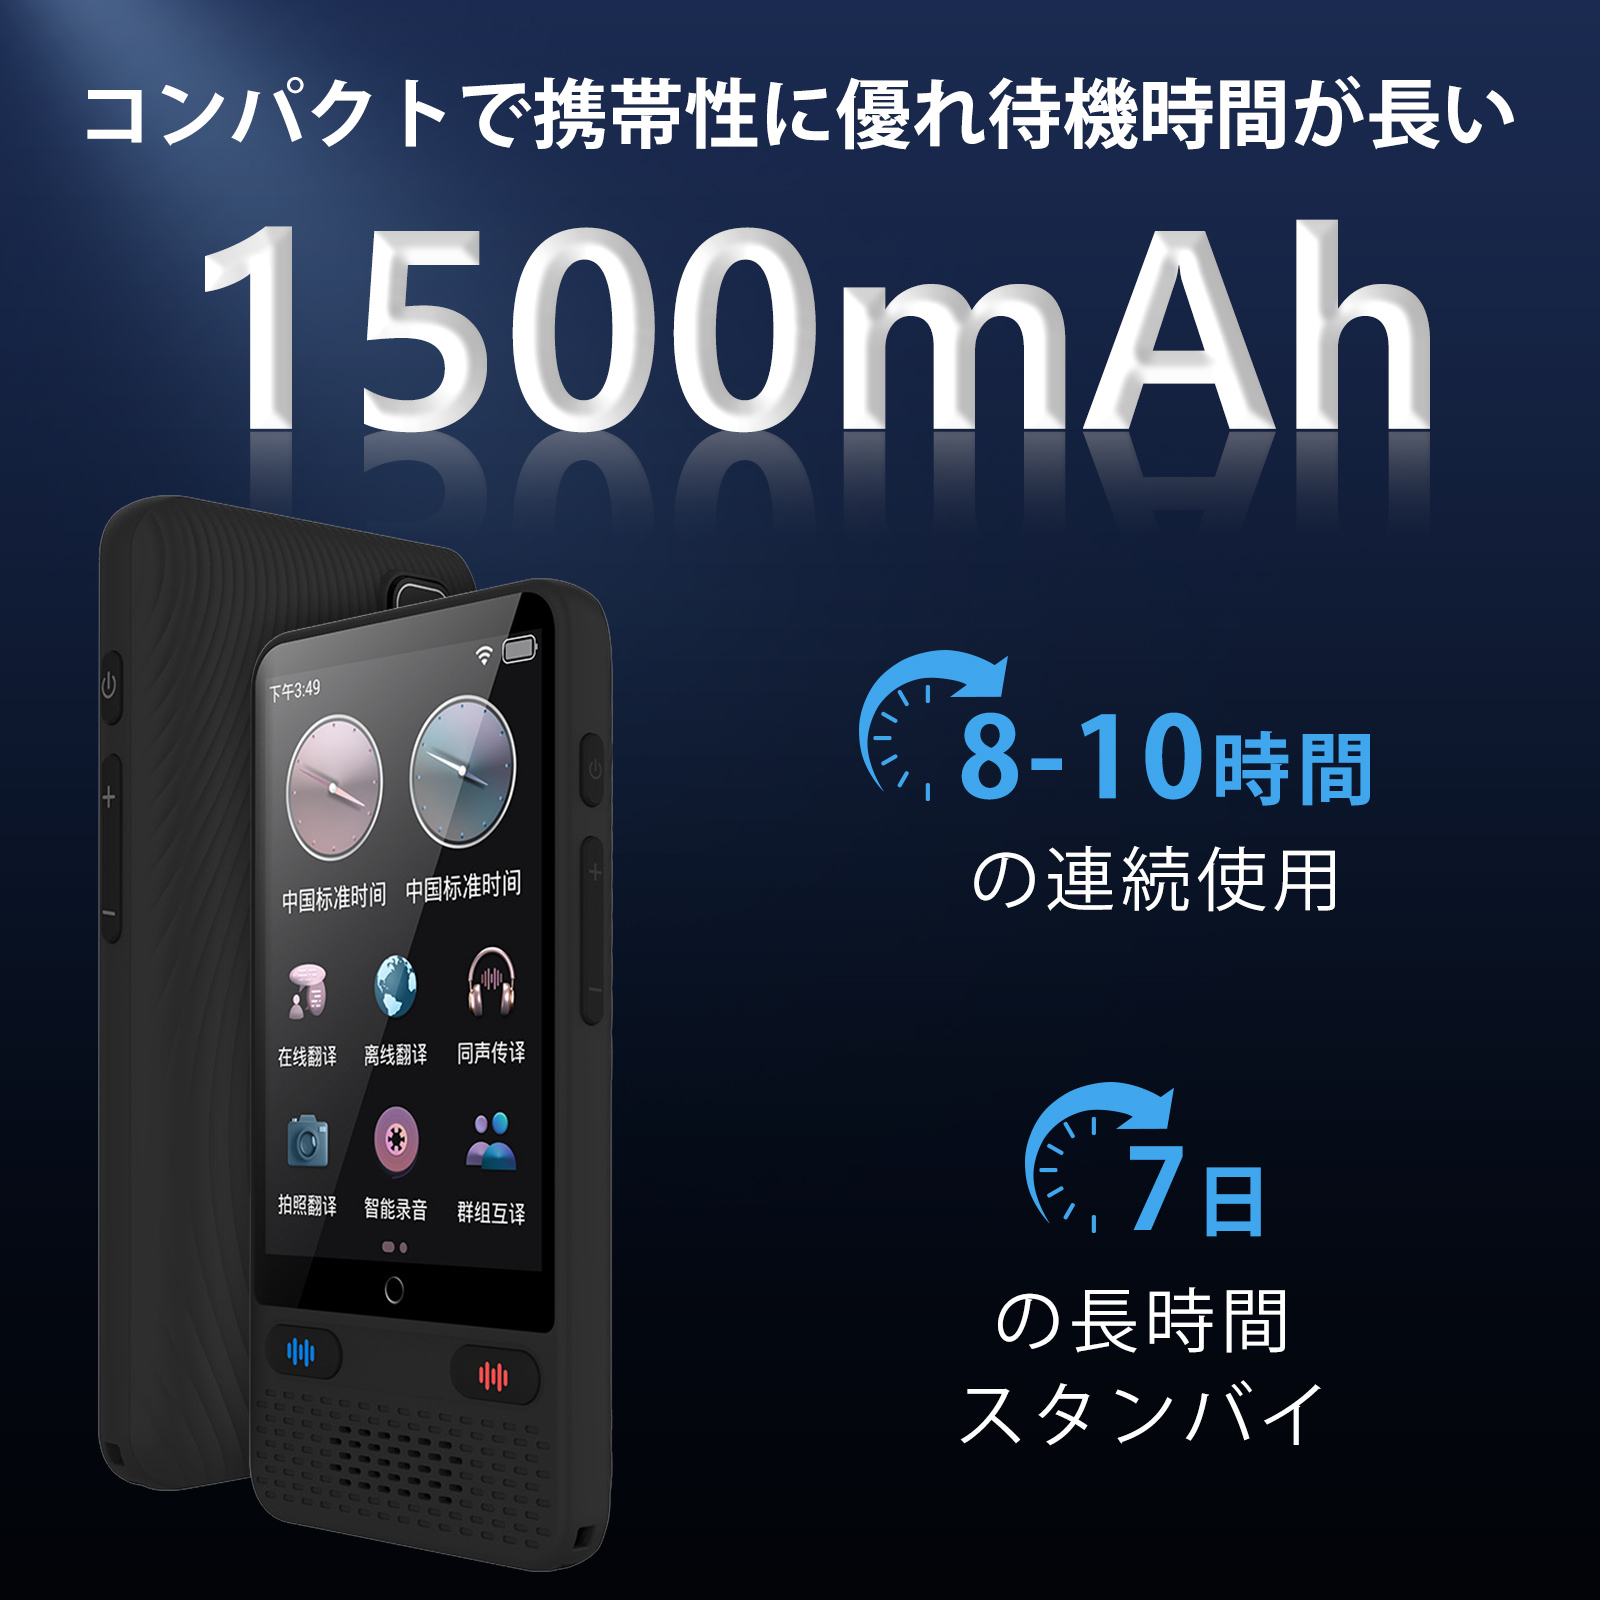 コンパクトで携帯性に優れ待機時間が長い
1500mAh
下午3:49
中国标准时间 中国标准时间
在线翻译 离线翻译 同声传译
拍照翻译 智能录音 群组互译
8-10時間
の連続使用
7日
の長時間
スタンバイ